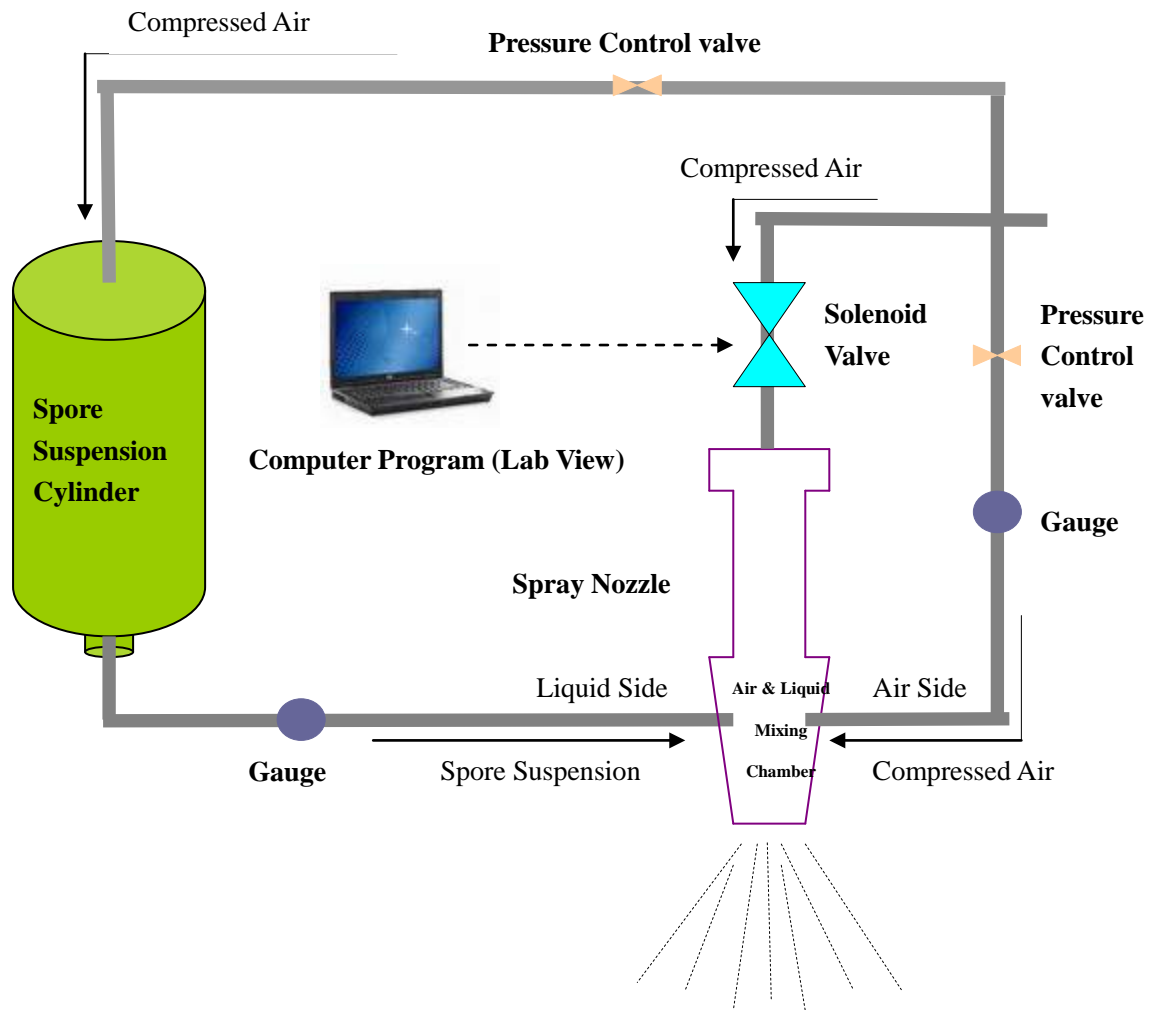 Compressed Air
Pressure Control valve
Compressed Air
Solenoid
Valve
Pressure
Control
valve
Spore
Suspension
Cylinder
Computer Program (Lab View)
Gauge
Spray Nozzle
Liquid Side
Air & Liquid
Mixing
Chamber
Air Side
Gauge
Spore Suspension
Compressed Air